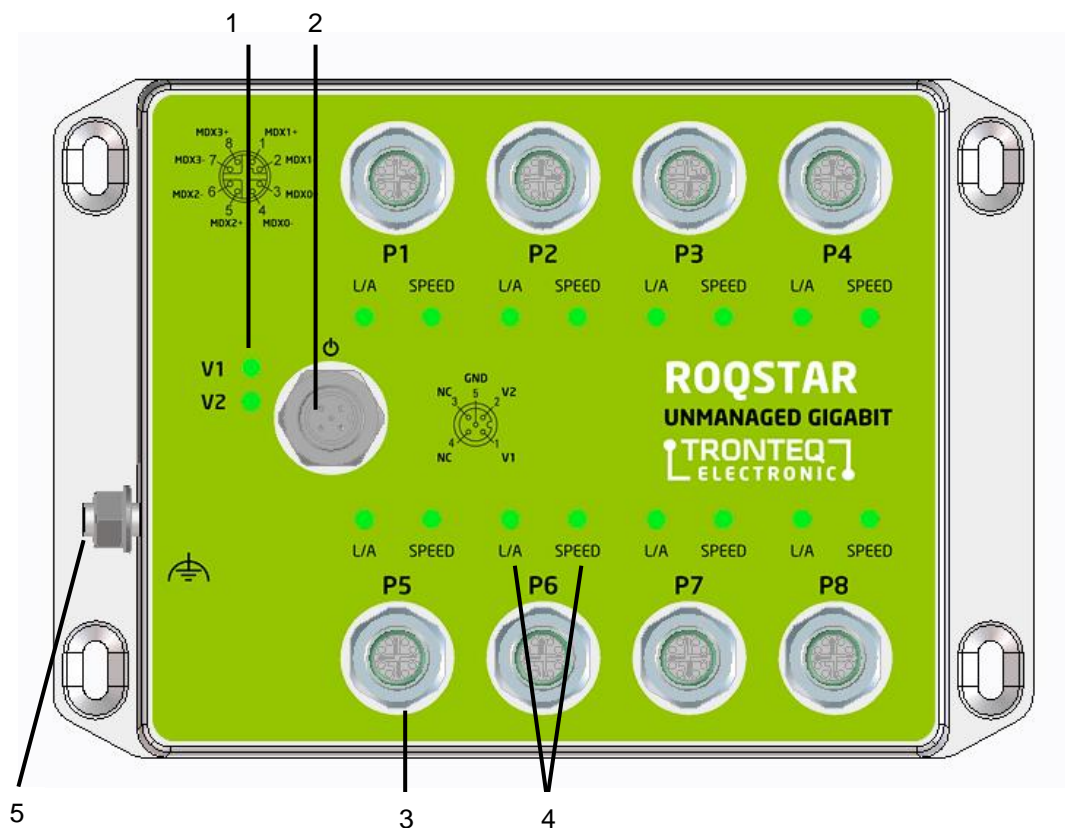 1 2
MDX3+ MDX1+
8 1
MDX3- 7 2 MDX1
MDX2- 6 3 MDX0
5 4
MDX2+ MDX0-
P1 P2 P3 P4
L/A SPEED L/A SPEED L/A SPEED L/A SPEED
V1
V2
GND
NC 5 V2
3 2
4 1
NC V1
ROQSTAR
UNMANAGED GIGABIT
TRONTEQ
ELECTRONIC
L/A SPEED L/A SPEED L/A SPEED L/A SPEED
P5 P6 P7 P8
5 3 4